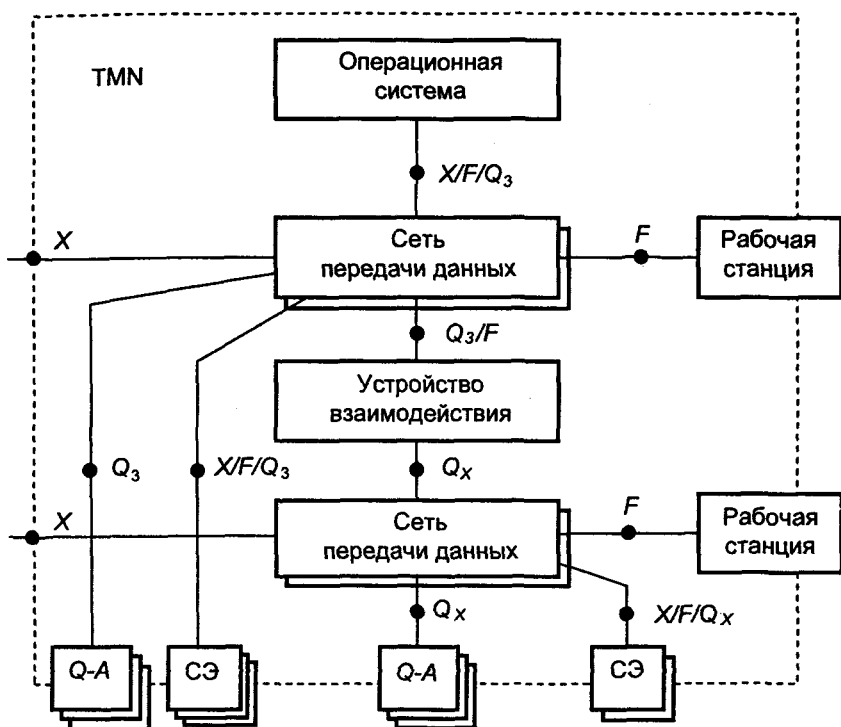 TMN
Операционная
система
X/F/Q₃
X
Сеть
передачи данных
F
Рабочая
станция
Q₃/F
Устройство
взаимодействия
Q₃
X/F/Q₃
Qₓ
X
Сеть
передачи данных
F
Рабочая
станция
Qₓ
X/F/Qₓ
Q-A
СЭ
Q-A
СЭ